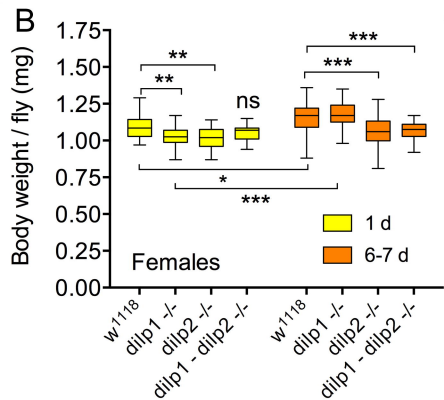 B
Body weight / fly (mg)
1.75
1.50
1.25
1.00
0.75
0.50
0.25
0.00
**
**
ns
***
***
*
***
1 d
6-7 d
Females
w1118
dilp1 -/-
dilp2 -/-
dilp1 - dilp2 -/-
w1118
dilp1 -/-
dilp2 -/-
dilp1 - dilp2 -/-